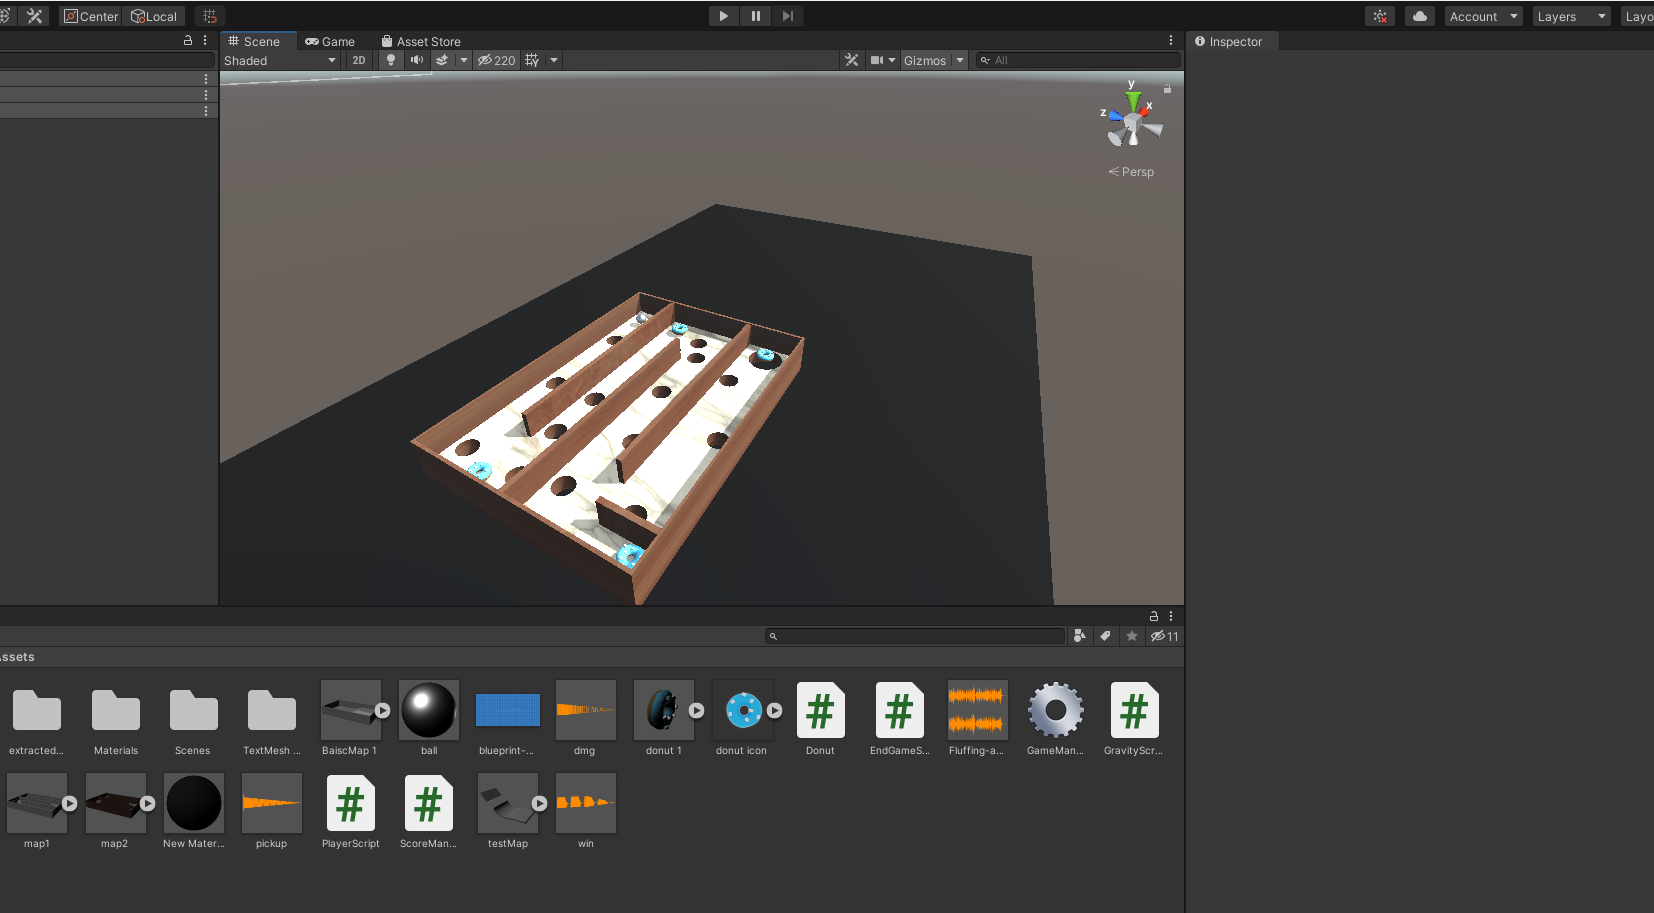 Center Local Account Layers Layo
Scene Game Asset Store Inspector
Shaded 2D 220 Gizmos All
y
x
z
Persp
11
ssets
extracted... Materials Scenes TextMesh ... BaiscMap 1 ball blueprint-... dmg donut 1 donut icon Donut EndGameS... Fluffing-a... GameMan... GravityScr...
map1 map2 New Mater... pickup PlayerScript ScoreMan... testMap win